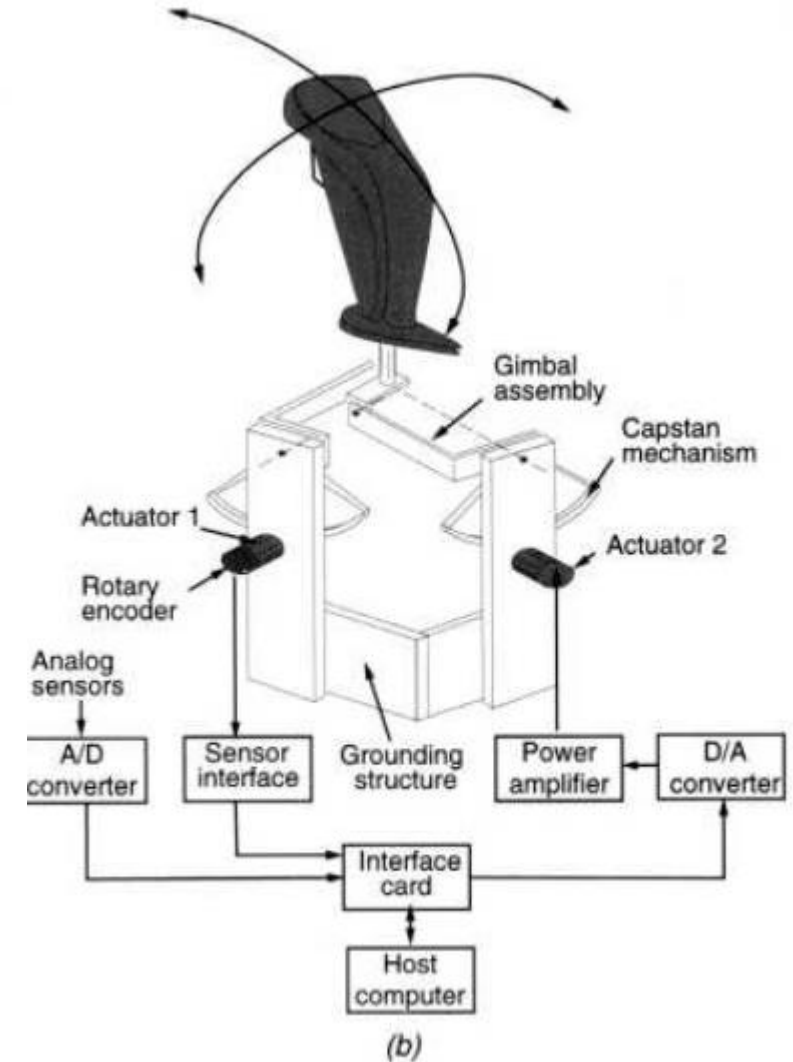 Gimbal
assembly
Capstan
mechanism
Actuator 1
Actuator 2
Rotary
encoder
Analog
sensors
A/D
converter
Sensor
interface
Grounding
structure
Power
amplifier
D/A
converter
Interface
card
Host
computer
(b)